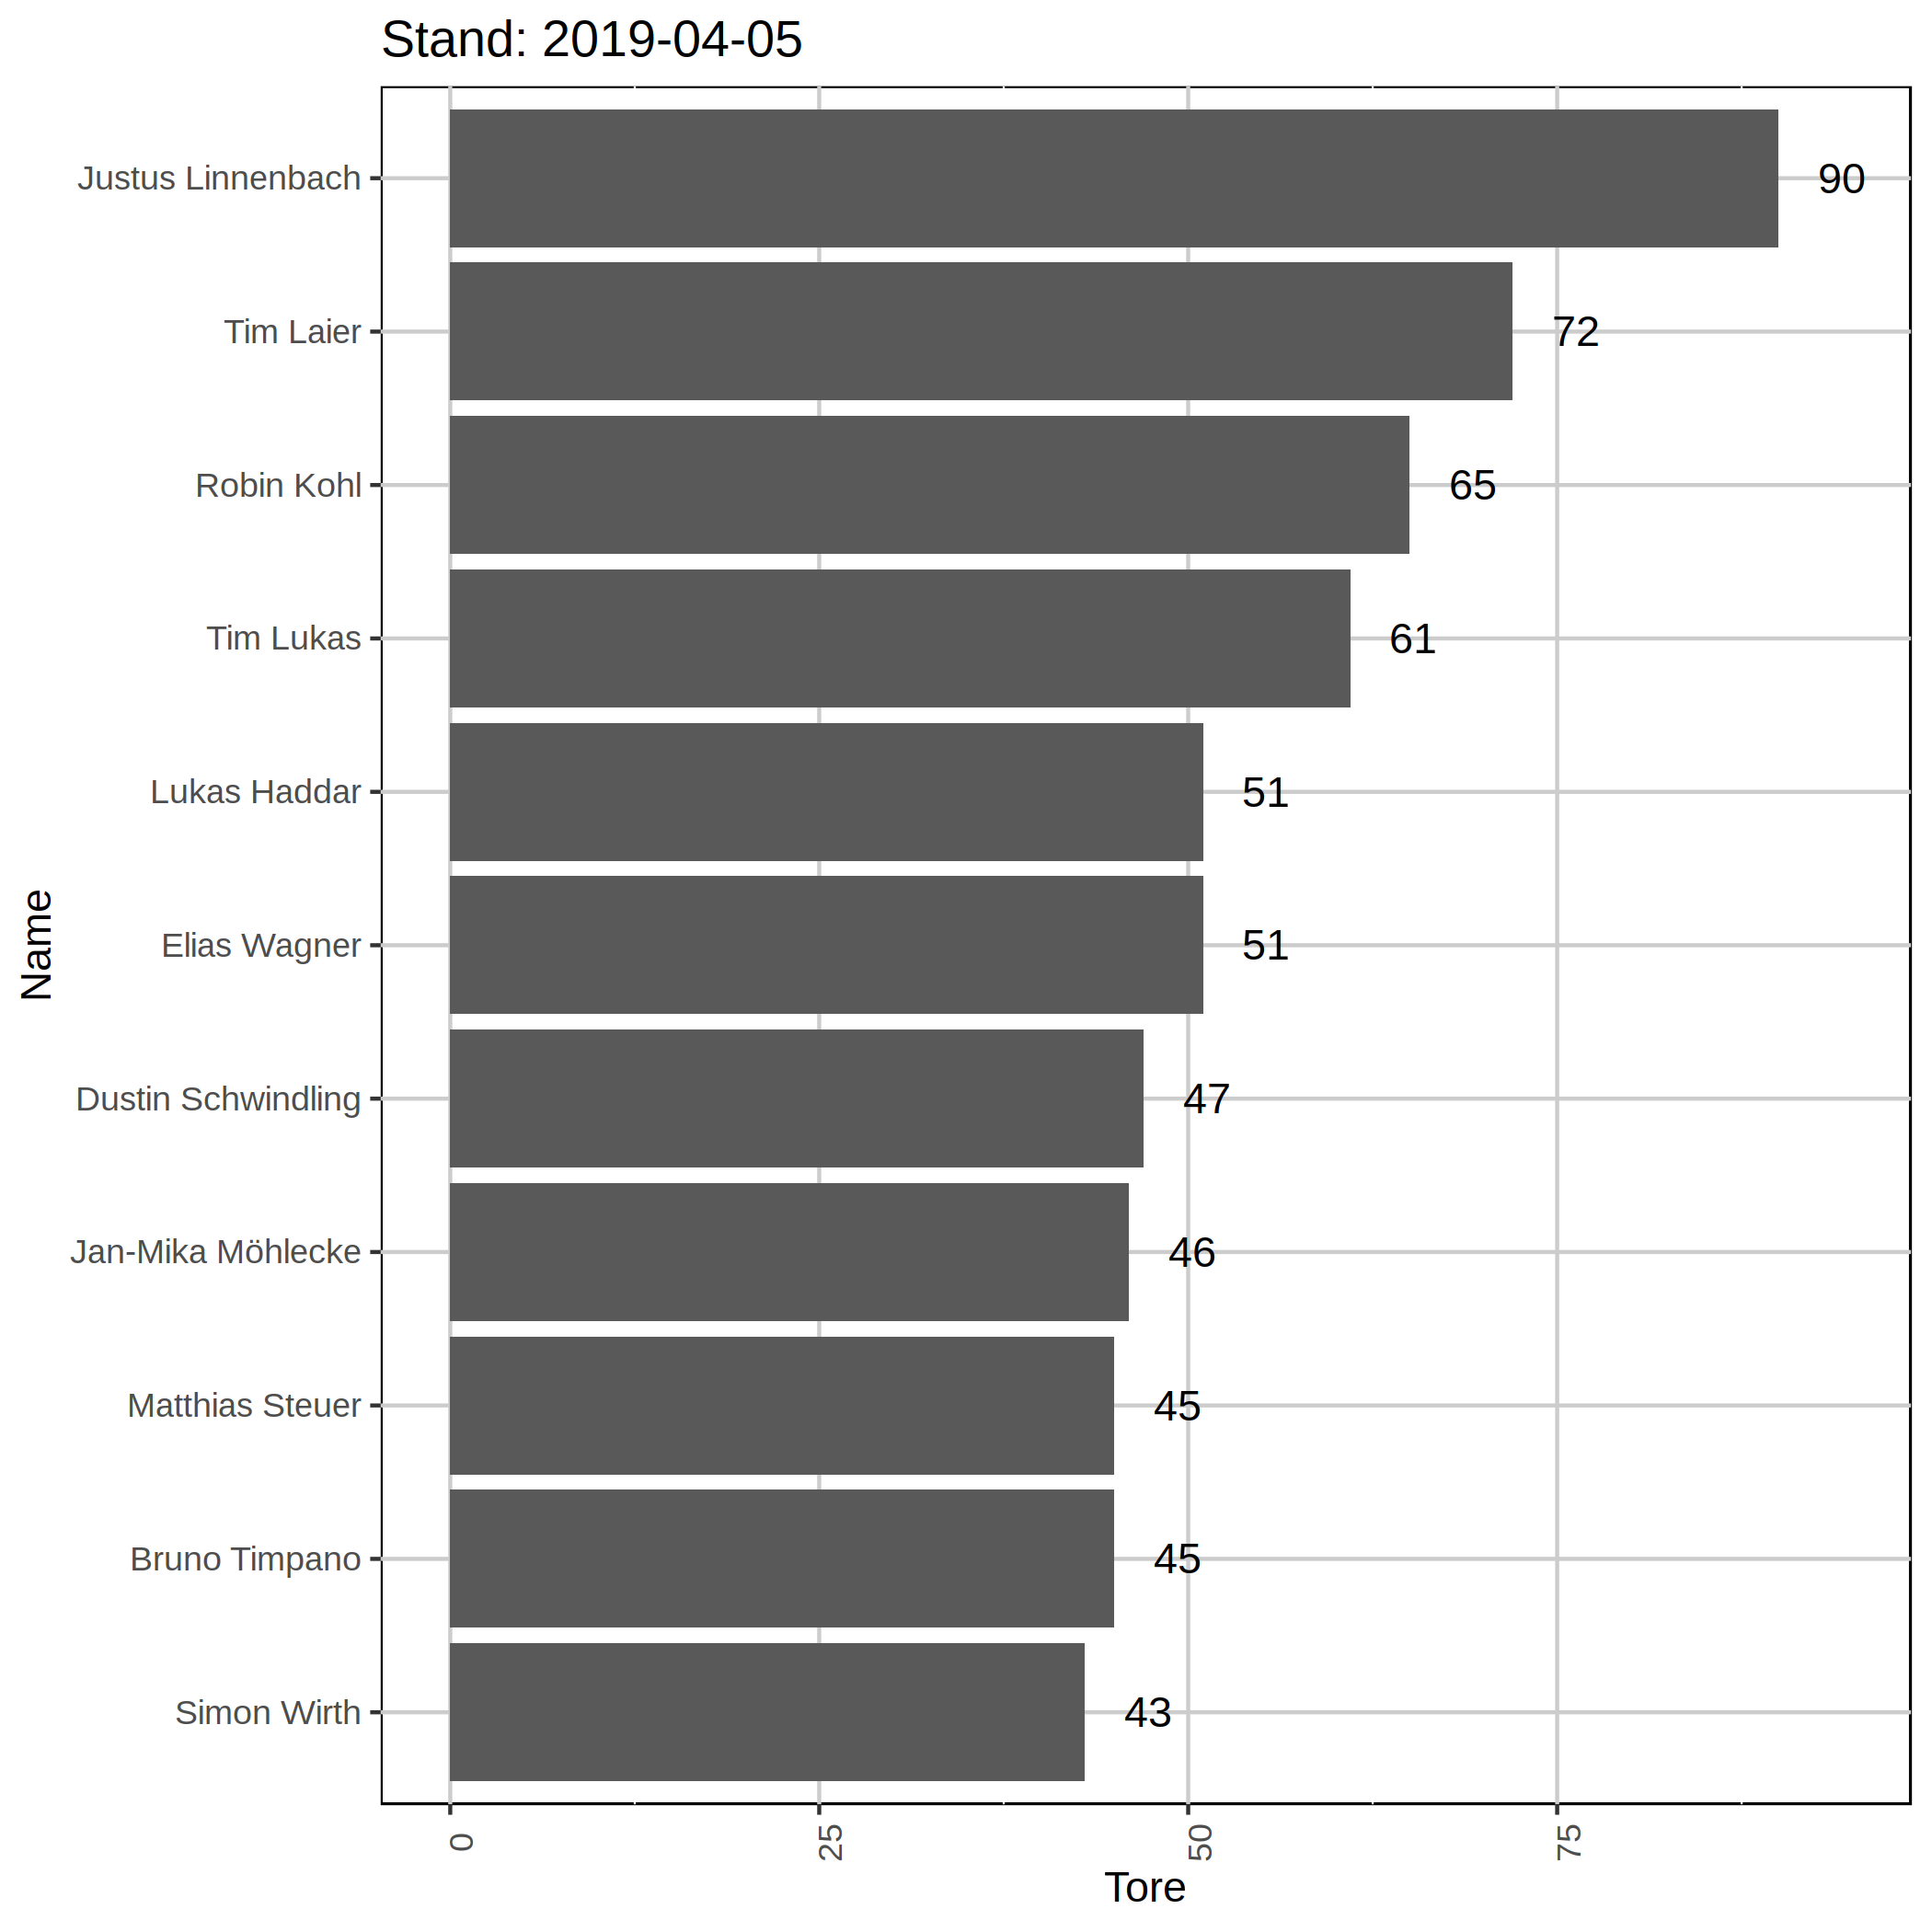 Stand: 2019-04-05
Justus Linnenbach 90
Tim Laier 72
Robin Kohl 65
Tim Lukas 61
Lukas Haddar 51
Elias Wagner 51
Dustin Schwindling 47
Jan-Mika Möhlecke 46
Matthias Steuer 45
Bruno Timpano 45
Simon Wirth 43
Name
0 25 50 75
Tore